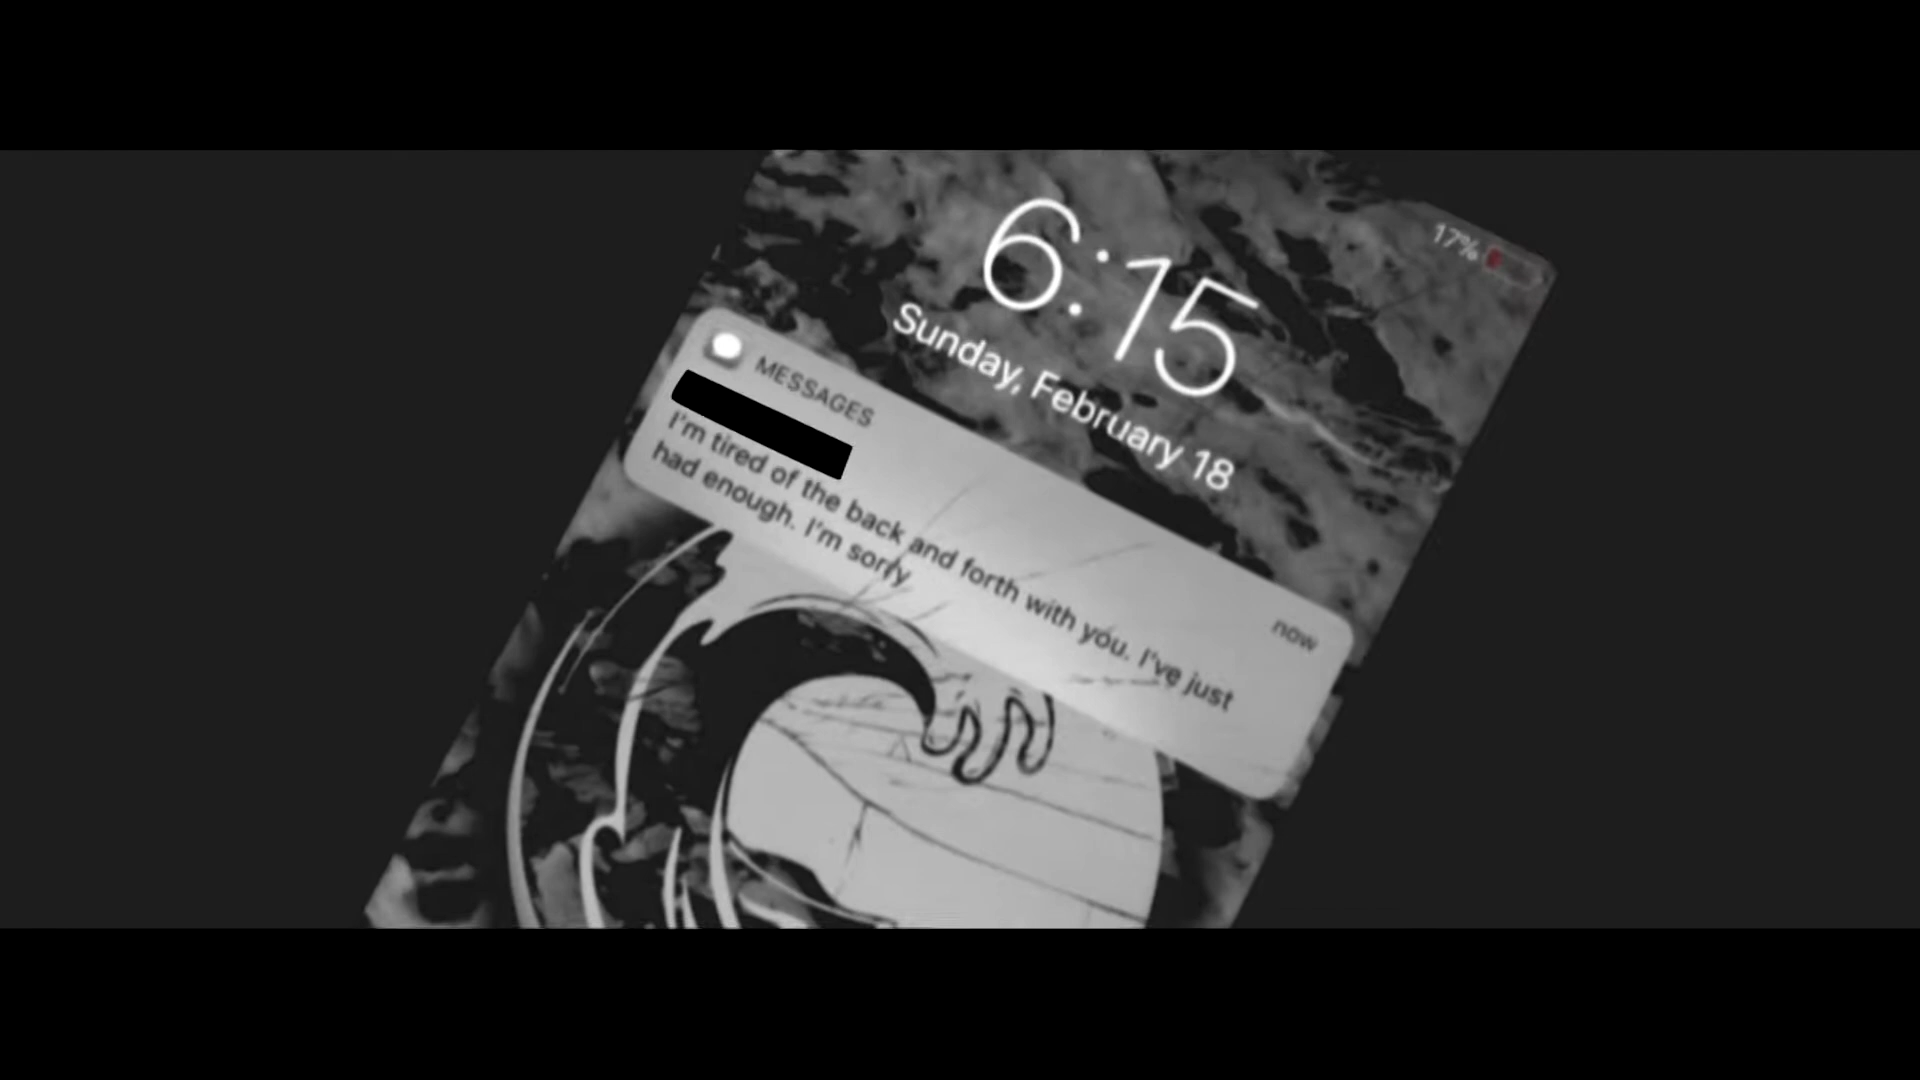 17%
6:15
Sunday, February 18
MESSAGES
now
I'm tired of the back and forth with you. I've just
had enough. I'm sorry